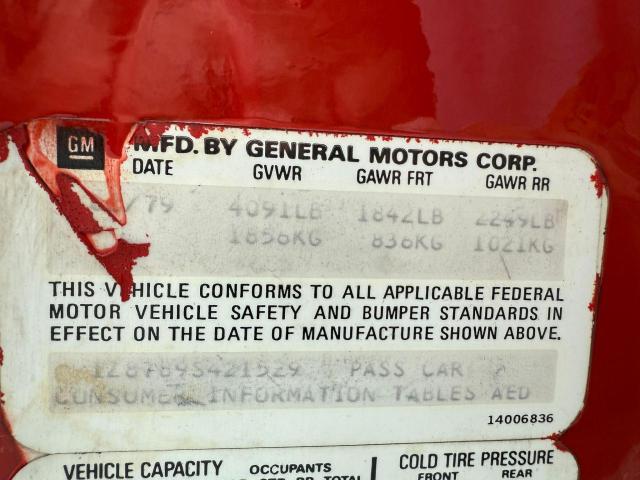 GM
MFD. BY GENERAL MOTORS CORP.
DATE GVWR GAWR FRT GAWR RR
/79 4091LB 1842LB 2249LB
1856KG 836KG 1021KG
THIS VEHICLE CONFORMS TO ALL APPLICABLE FEDERAL
MOTOR VEHICLE SAFETY AND BUMPER STANDARDS IN
EFFECT ON THE DATE OF MANUFACTURE SHOWN ABOVE.
1Z8789S421529 PASS CAR
CONSUMER INFORMATION TABLES AED
14006836
VEHICLE CAPACITY OCCUPANTS COLD TIRE PRESSURE
TOTAL FRONT REAR